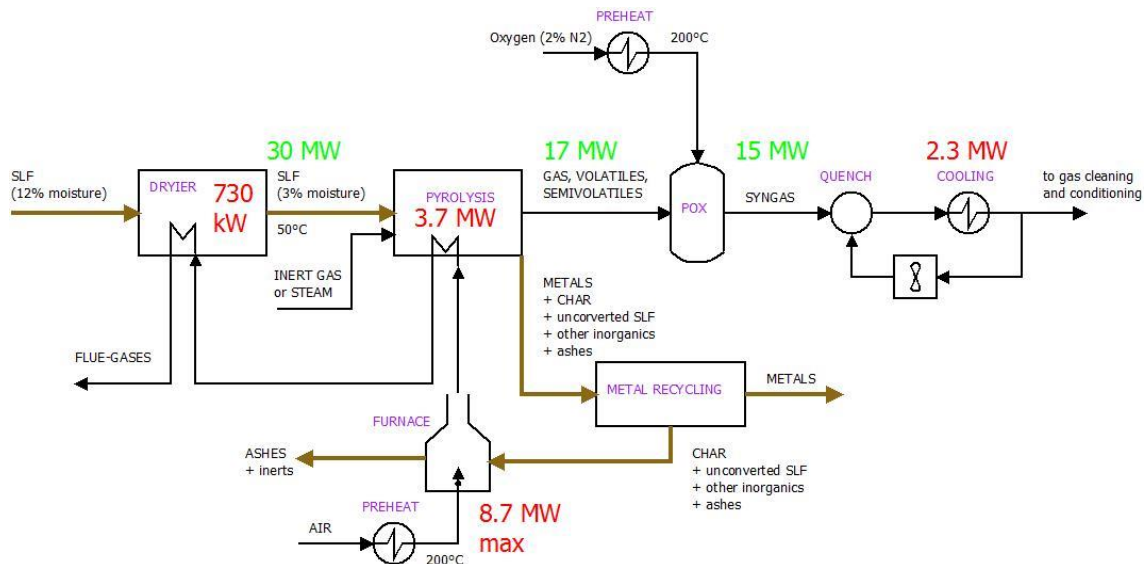 PREHEAT
Oxygen (2% N2)
200°C
30 MW
17 MW
15 MW
2.3 MW
SLF
(12% moisture)
DRYIER
730
kW
SLF
(3% moisture)
50°C
PYROLYSIS
3.7 MW
GAS, VOLATILES,
SEMIVOLATILES
POX
SYNGAS
QUENCH
COOLING
to gas cleaning
and conditioning
INERT GAS
or STEAM
METALS
+ CHAR
+ unconverted SLF
+ other inorganics
+ ashes
FLUE-GASES
METAL RECYCLING
METALS
FURNACE
ASHES
+ inerts
CHAR
+ unconverted SLF
+ other inorganics
+ ashes
PREHEAT
AIR
200°C
8.7 MW
max